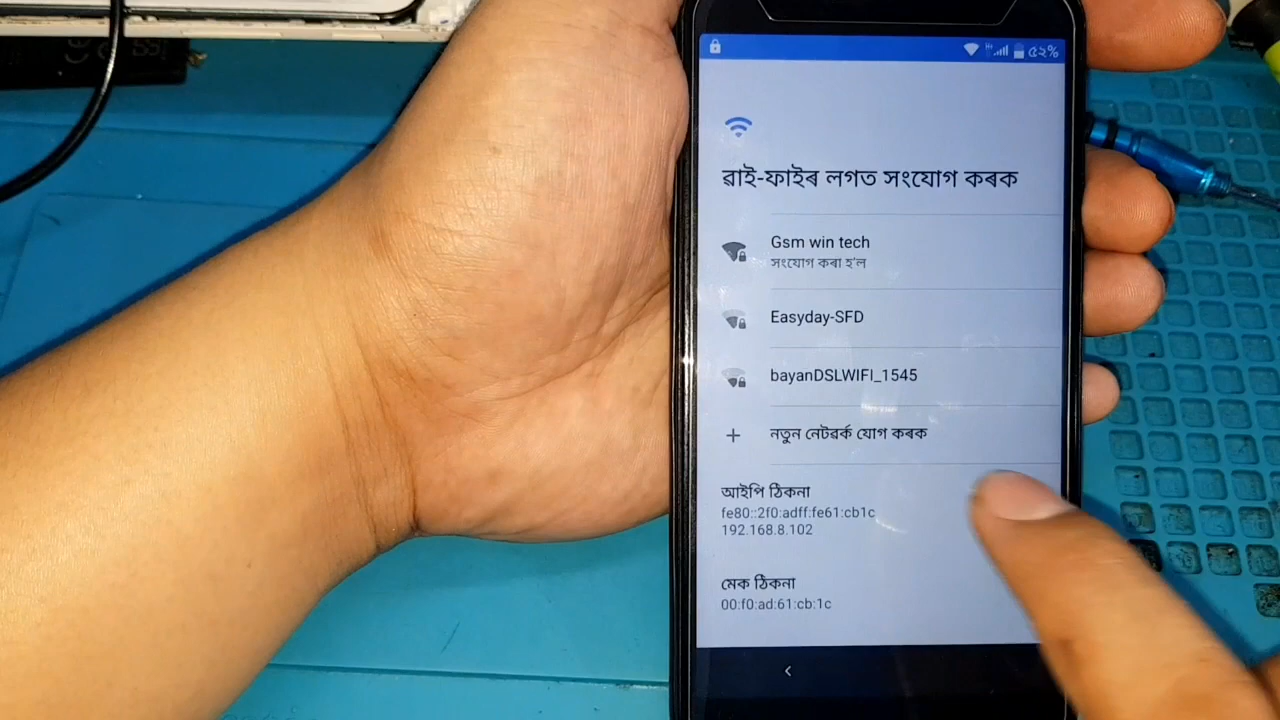 ৫২%
ৱাই-ফাইৰ লগত সংযোগ কৰক
Gsm win tech
সংযোগ কৰা হ'ল
Easyday-SFD
bayanDSLWIFI_1545
নতুন নেটৱৰ্ক যোগ কৰক
আইপি ঠিকনা
fe80::2f0:adff:fe61:cb1c
192.168.8.102
মেক ঠিকনা
00:f0:ad:61:cb:1c